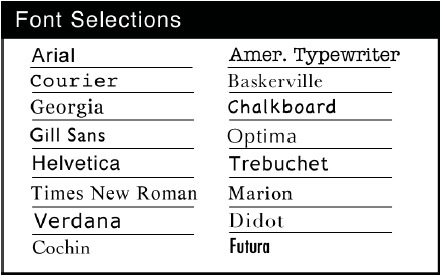 Font Selections
Arial
Courier
Georgia
Gill Sans
Helvetica
Times New Roman
Verdana
Cochin
Amer. Typewriter
Baskerville
Chalkboard
Optima
Trebuchet
Marion
Didot
Futura